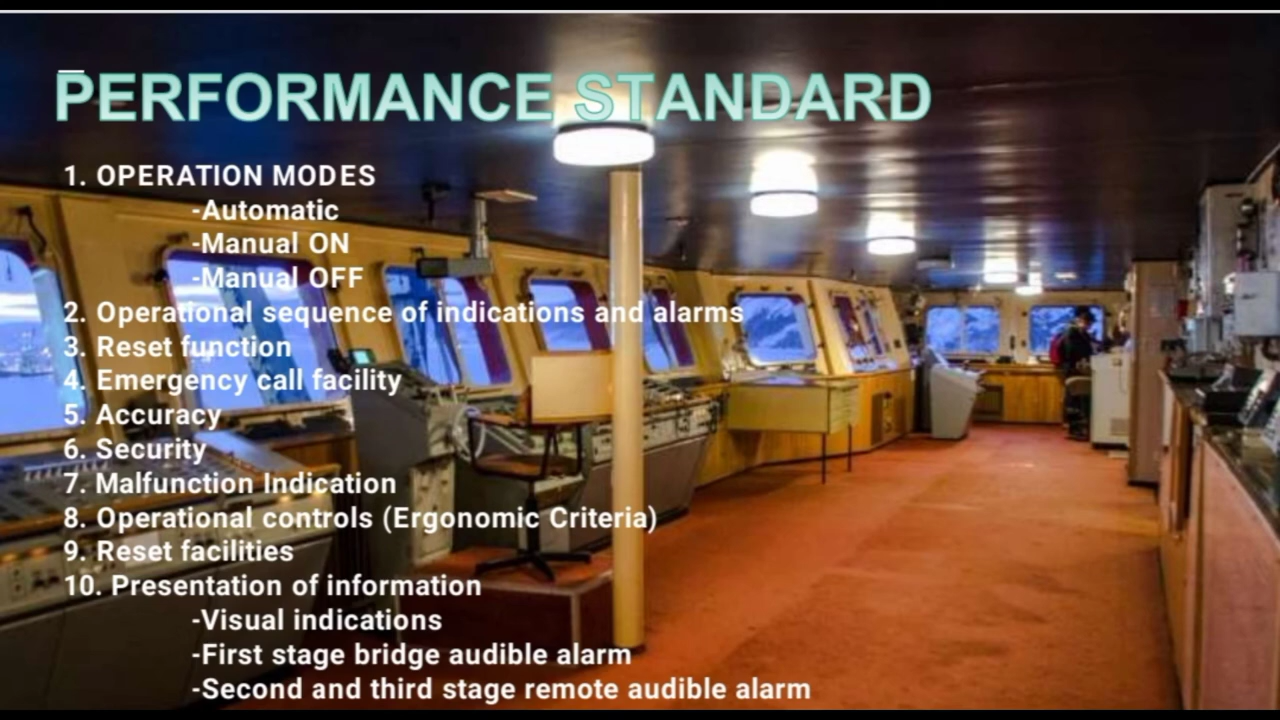 PERFORMANCE STANDARD
1. OPERATION MODES
-Automatic
-Manual ON
-Manual OFF
2. Operational sequence of indications and alarms
3. Reset function
4. Emergency call facility
5. Accuracy
6. Security
7. Malfunction Indication
8. Operational controls (Ergonomic Criteria)
9. Reset facilities
10. Presentation of information
-Visual indications
-First stage bridge audible alarm
-Second and third stage remote audible alarm